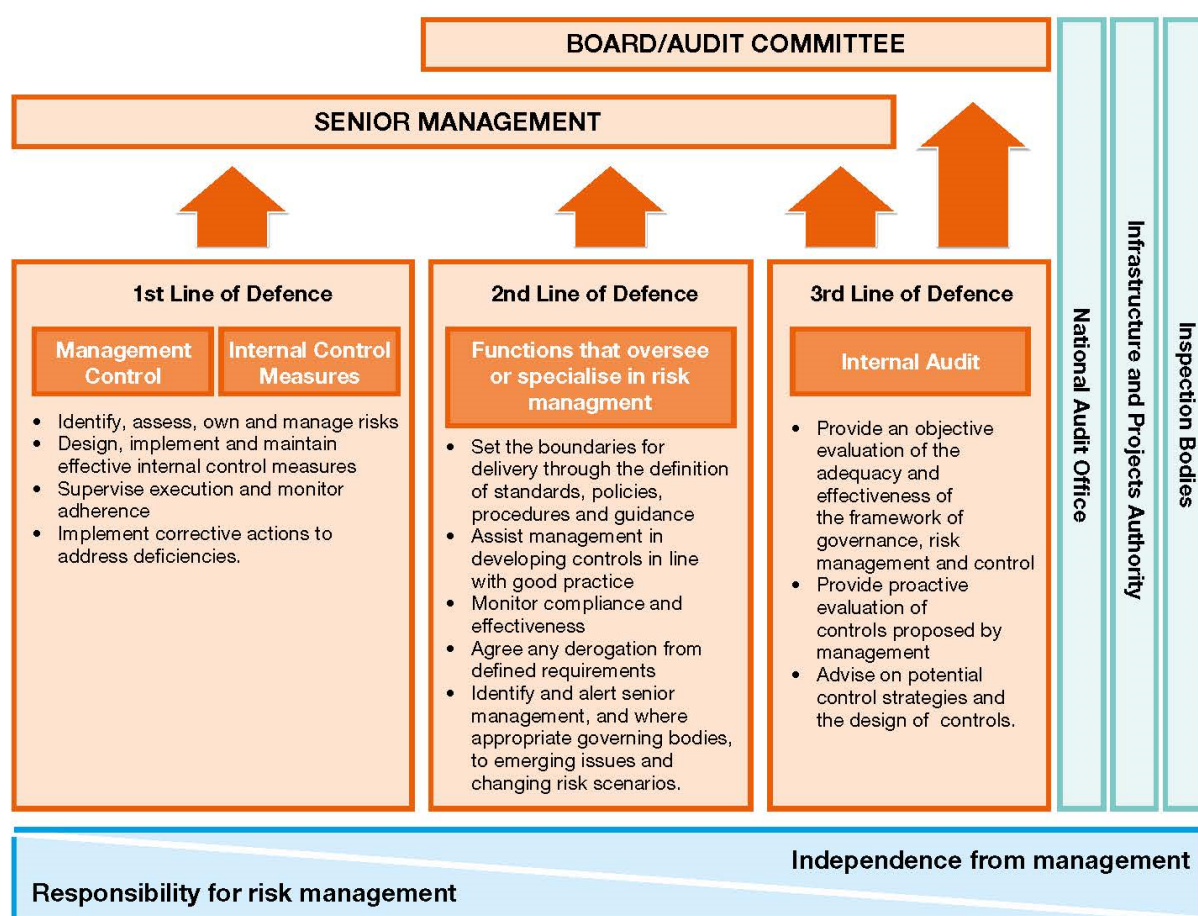 BOARD/AUDIT COMMITTEE
SENIOR MANAGEMENT
1st Line of Defence
Management
Control
Internal Control
Measures
• Identify, assess, own and manage risks
• Design, implement and maintain
effective internal control measures
• Supervise execution and monitor
adherence
• Implement corrective actions to
address deficiencies.
2nd Line of Defence
Functions that oversee
or specialise in risk
managment
• Set the boundaries for
delivery through the definition
of standards, policies,
procedures and guidance
• Assist management in
developing controls in line
with good practice
• Monitor compliance and
effectiveness
• Agree any derogation from
defined requirements
• Identify and alert senior
management, and where
appropriate governing bodies,
to emerging issues and
changing risk scenarios.
3rd Line of Defence
Internal Audit
• Provide an objective
evaluation of the
adequacy and
effectiveness of
the framework of
governance, risk
management and control
• Provide proactive
evaluation of
controls proposed by
management
• Advise on potential
control strategies and
the design of controls.
National Audit Office
Infrastructure and Projects Authority
Inspection Bodies
Independence from management
Responsibility for risk management